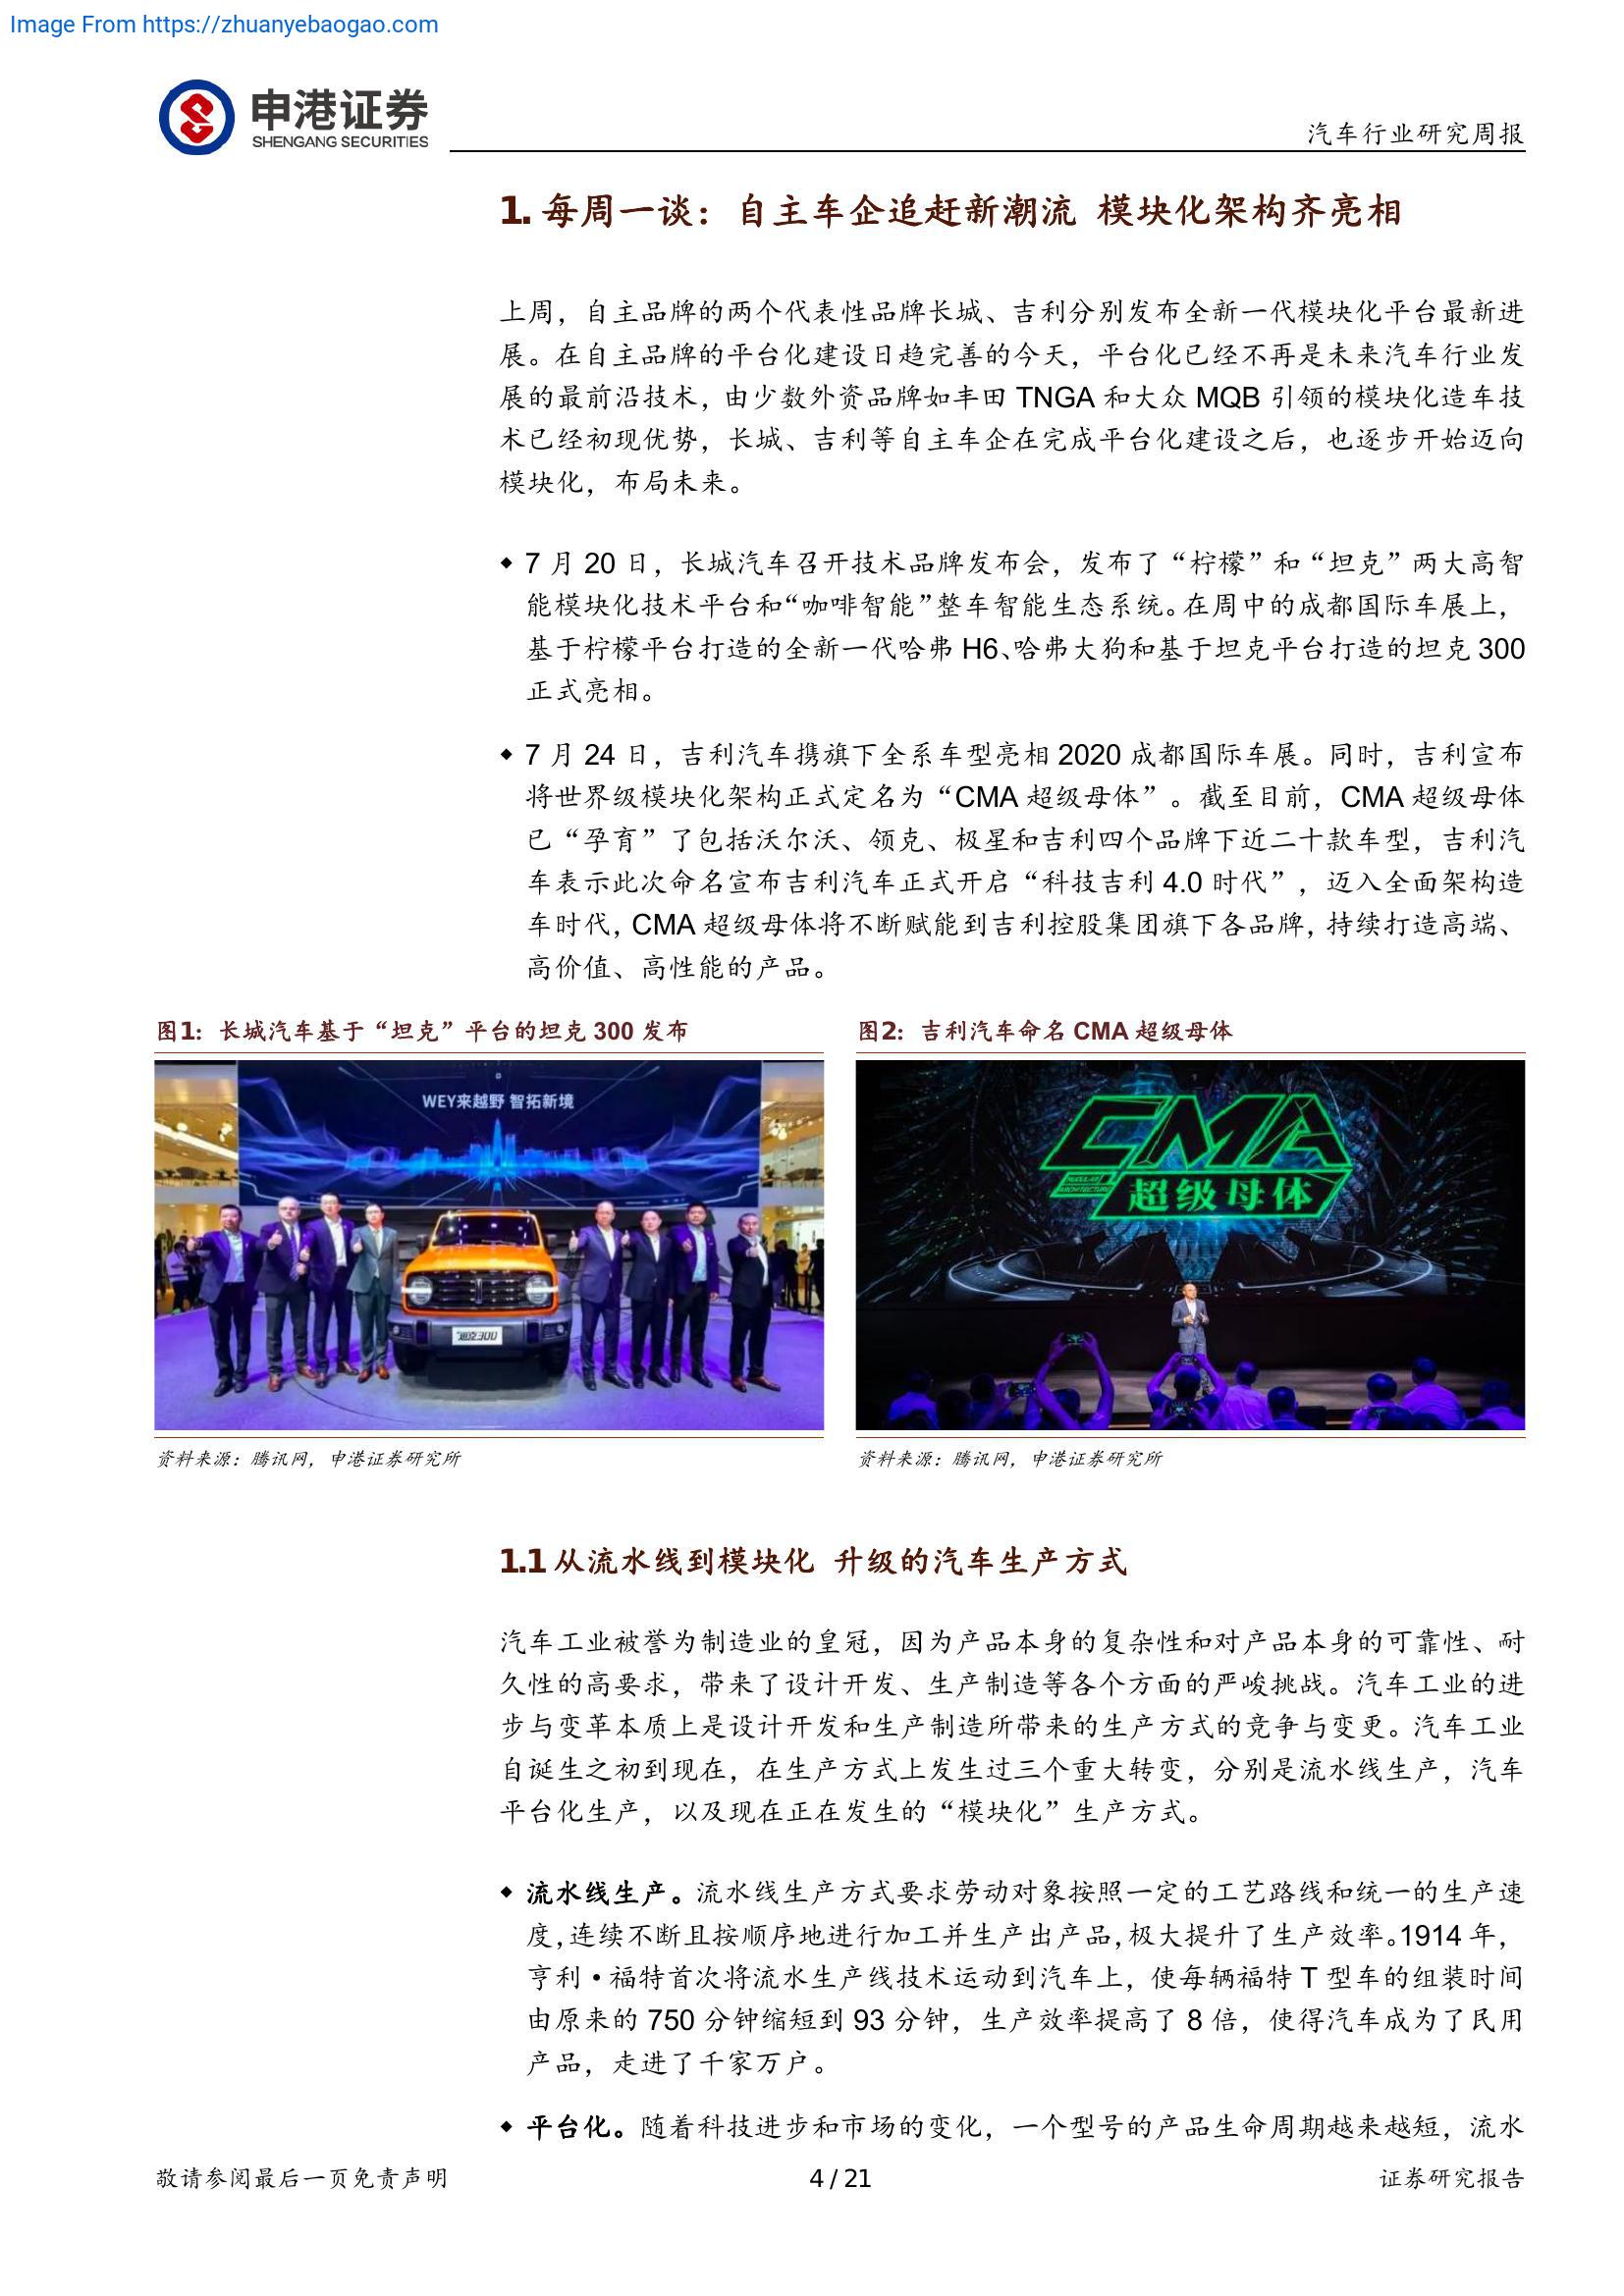 Image From https://zhuanyebaogao.com
申港证券
SHENGANG SECURITIES
汽车行业研究周报
1. 每周一谈：自主车企追赶新潮流 模块化架构齐亮相
上周，自主品牌的两个代表性品牌长城、吉利分别发布全新一代模块化平台最新进
展。在自主品牌的平台化建设日趋完善的今天，平台化已经不再是未来汽车行业发
展的最前沿技术，由少数外资品牌如丰田 TNGA 和大众 MQB 引领的模块化造车技
术已经初现优势，长城、吉利等自主车企在完成平台化建设之后，也逐步开始迈向
模块化，布局未来。
◆ 7 月 20 日，长城汽车召开技术品牌发布会，发布了“柠檬”和“坦克”两大高智
能模块化技术平台和“咖啡智能”整车智能生态系统。在周中的成都国际车展上，
基于柠檬平台打造的全新一代哈弗 H6、哈弗大狗和基于坦克平台打造的坦克 300
正式亮相。
◆ 7 月 24 日，吉利汽车携旗下全系车型亮相 2020 成都国际车展。同时，吉利宣布
将世界级模块化架构正式定名为“CMA 超级母体”。截至目前，CMA 超级母体
已“孕育”了包括沃尔沃、领克、极星和吉利四个品牌下近二十款车型，吉利汽
车表示此次命名宣布吉利汽车正式开启“科技吉利 4.0 时代”，迈入全面架构造
车时代，CMA 超级母体将不断赋能到吉利控股集团旗下各品牌，持续打造高端、
高价值、高性能的产品。
图1：长城汽车基于“坦克”平台的坦克 300 发布
WEY来越野 智拓新境
坦克300
资料来源：腾讯网，申港证券研究所
图2：吉利汽车命名 CMA 超级母体
CMA
超级母体
资料来源：腾讯网，申港证券研究所
1.1 从流水线到模块化 升级的汽车生产方式
汽车工业被誉为制造业的皇冠，因为产品本身的复杂性和对产品本身的可靠性、耐
久性的高要求，带来了设计开发、生产制造等各个方面的严峻挑战。汽车工业的进
步与变革本质上是设计开发和生产制造所带来的生产方式的竞争与变更。汽车工业
自诞生之初到现在，在生产方式上发生过三个重大转变，分别是流水线生产，汽车
平台化生产，以及现在正在发生的“模块化”生产方式。
◆ 流水线生产。流水线生产方式要求劳动对象按照一定的工艺路线和统一的生产速
度，连续不断且按顺序地进行加工并生产出产品，极大提升了生产效率。1914 年，
亨利•福特首次将流水生产线技术运动到汽车上，使每辆福特 T 型车的组装时间
由原来的 750 分钟缩短到 93 分钟，生产效率提高了 8 倍，使得汽车成为了民用
产品，走进了千家万户。
◆ 平台化。随着科技进步和市场的变化，一个型号的产品生命周期越来越短，流水
敬请参阅最后一页免责声明
4 / 21
证券研究报告